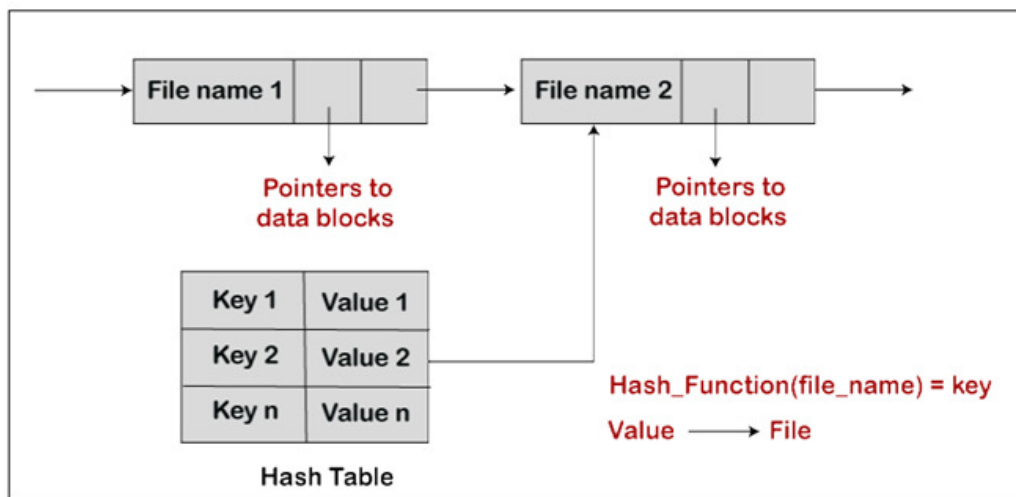 File name 1
File name 2
Pointers to
data blocks
Pointers to
data blocks
Key 1 Value 1
Key 2 Value 2
Key n Value n
Hash Table
Hash_Function(file_name) = key
Value File